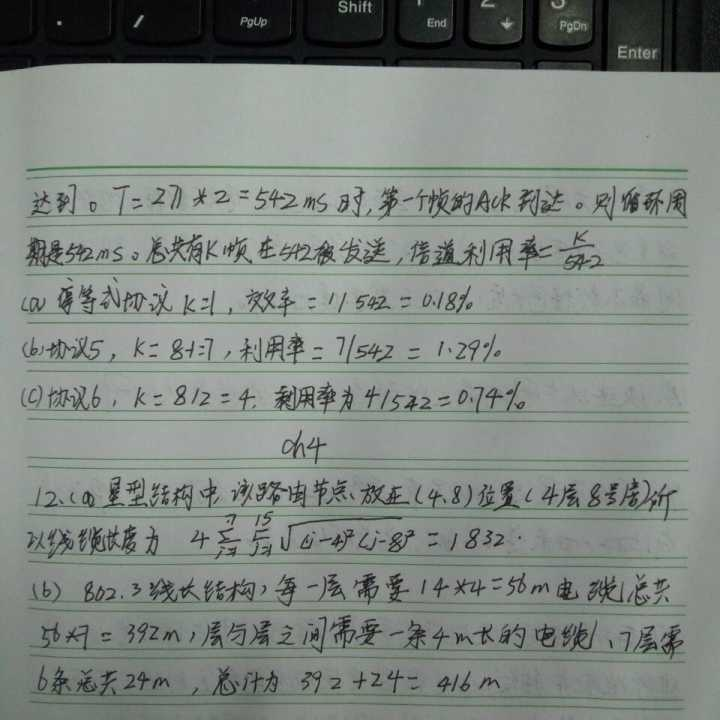 Shift
PgUp
End
2
3
PgDn
Enter
达到。T=271*2=542ms时,第一个帧的Ack到达。则循环周
期是542ms。总共有K帧在542被发送,信道利用率=K/542
(a) 停等式协议 K=1,效率=1/542=0.18%
(b)协议5,K=8-1=7,利用率=7/542=1.29%
(C)协议6,K=8/2=4.利用率为4/542=0.74%
ch4
12.(a)星型结构中,该路由节点放在(4.8)位置(4层8号房)所
以线缆长度为 4 ∑_{i=1}^{7} ∑_{j=1}^{15} √(i-4)²(j-8)² =1832.
(b) 802.3线长结构,每一层需要14*4=56m电缆,总共
56*7=392m,层与层之间需要一条4m长的电缆,7层需
6条总共24m,总计为392+24=416m